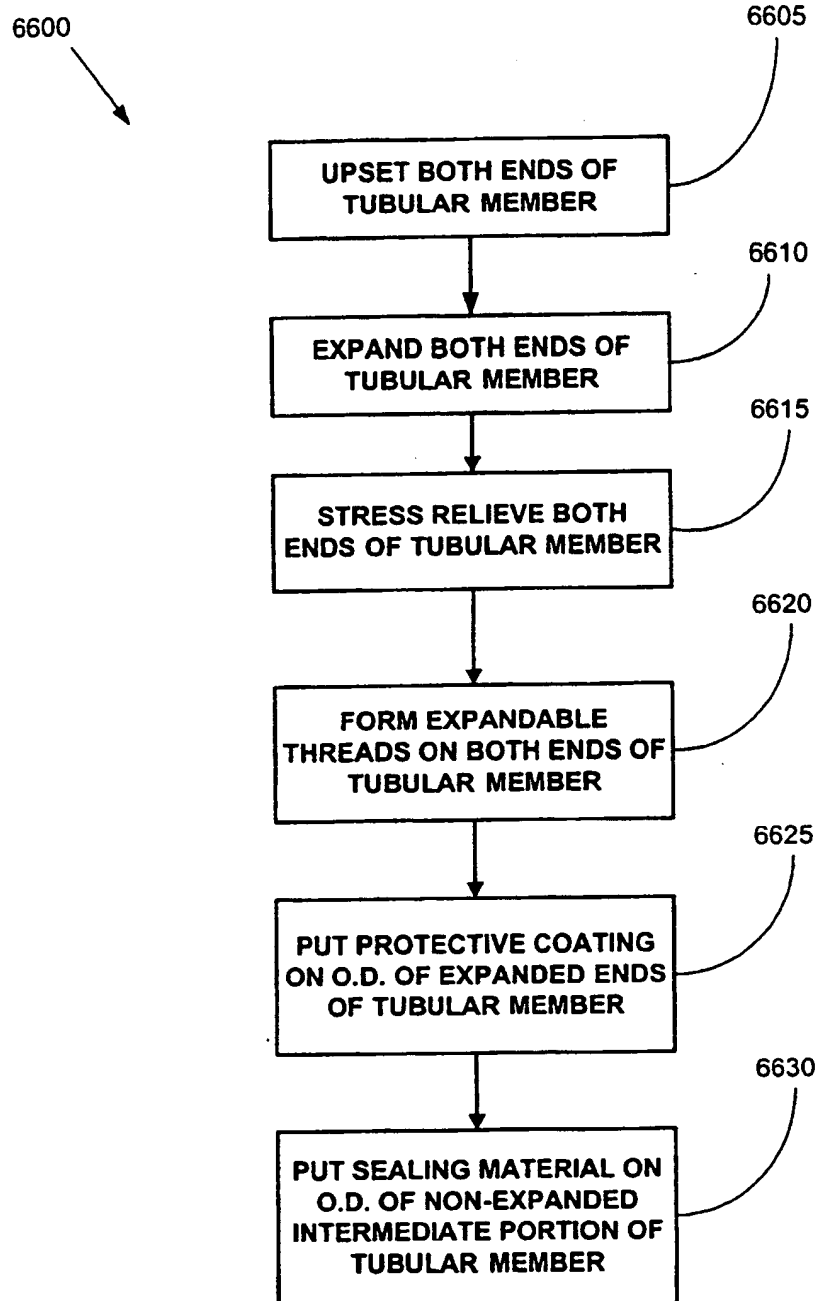 6600
6605
UPSET BOTH ENDS OF
TUBULAR MEMBER
6610
EXPAND BOTH ENDS OF
TUBULAR MEMBER
6615
STRESS RELIEVE BOTH
ENDS OF TUBULAR MEMBER
6620
FORM EXPANDABLE
THREADS ON BOTH ENDS OF
TUBULAR MEMBER
6625
PUT PROTECTIVE COATING
ON O.D. OF EXPANDED ENDS
OF TUBULAR MEMBER
6630
PUT SEALING MATERIAL ON
O.D. OF NON-EXPANDED
INTERMEDIATE PORTION OF
TUBULAR MEMBER